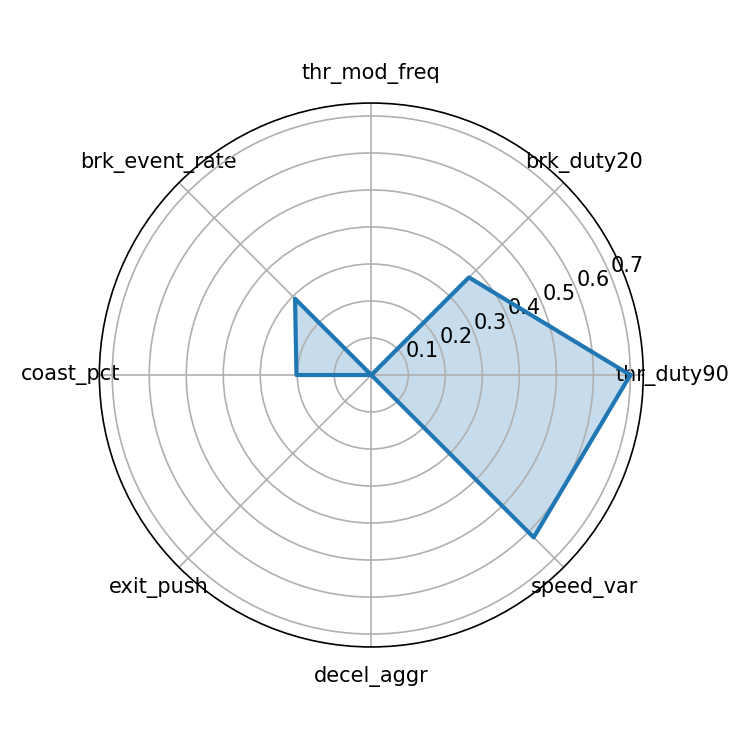 thr_mod_freq
brk_event_rate
brk_duty20
0.7
0.6
0.5
0.4
0.3
0.2
0.1
coast_pct
thr_duty90
exit_push
speed_var
decel_aggr